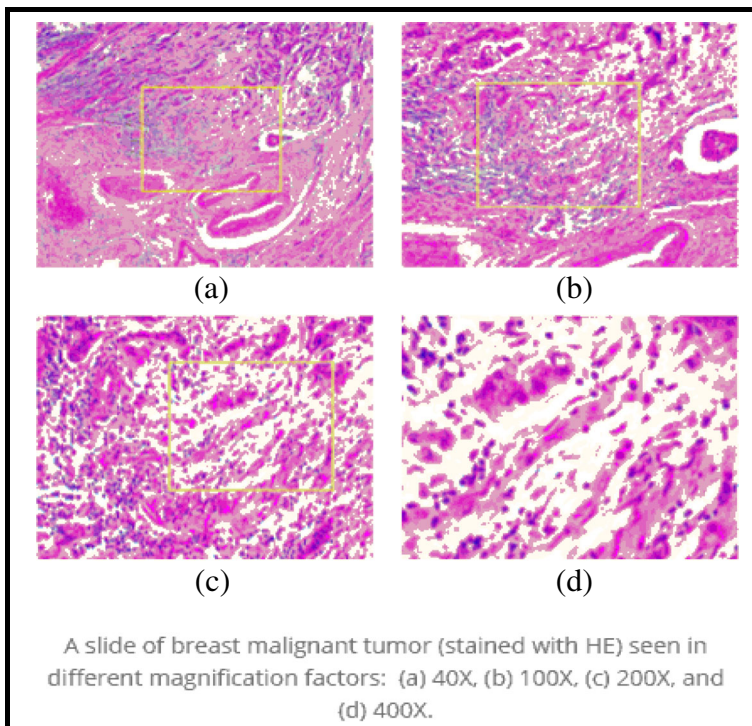 (a)
(b)
(c)
(d)
A slide of breast malignant tumor (stained with HE) seen in
different magnification factors: (a) 40X, (b) 100X, (c) 200X, and
(d) 400X.